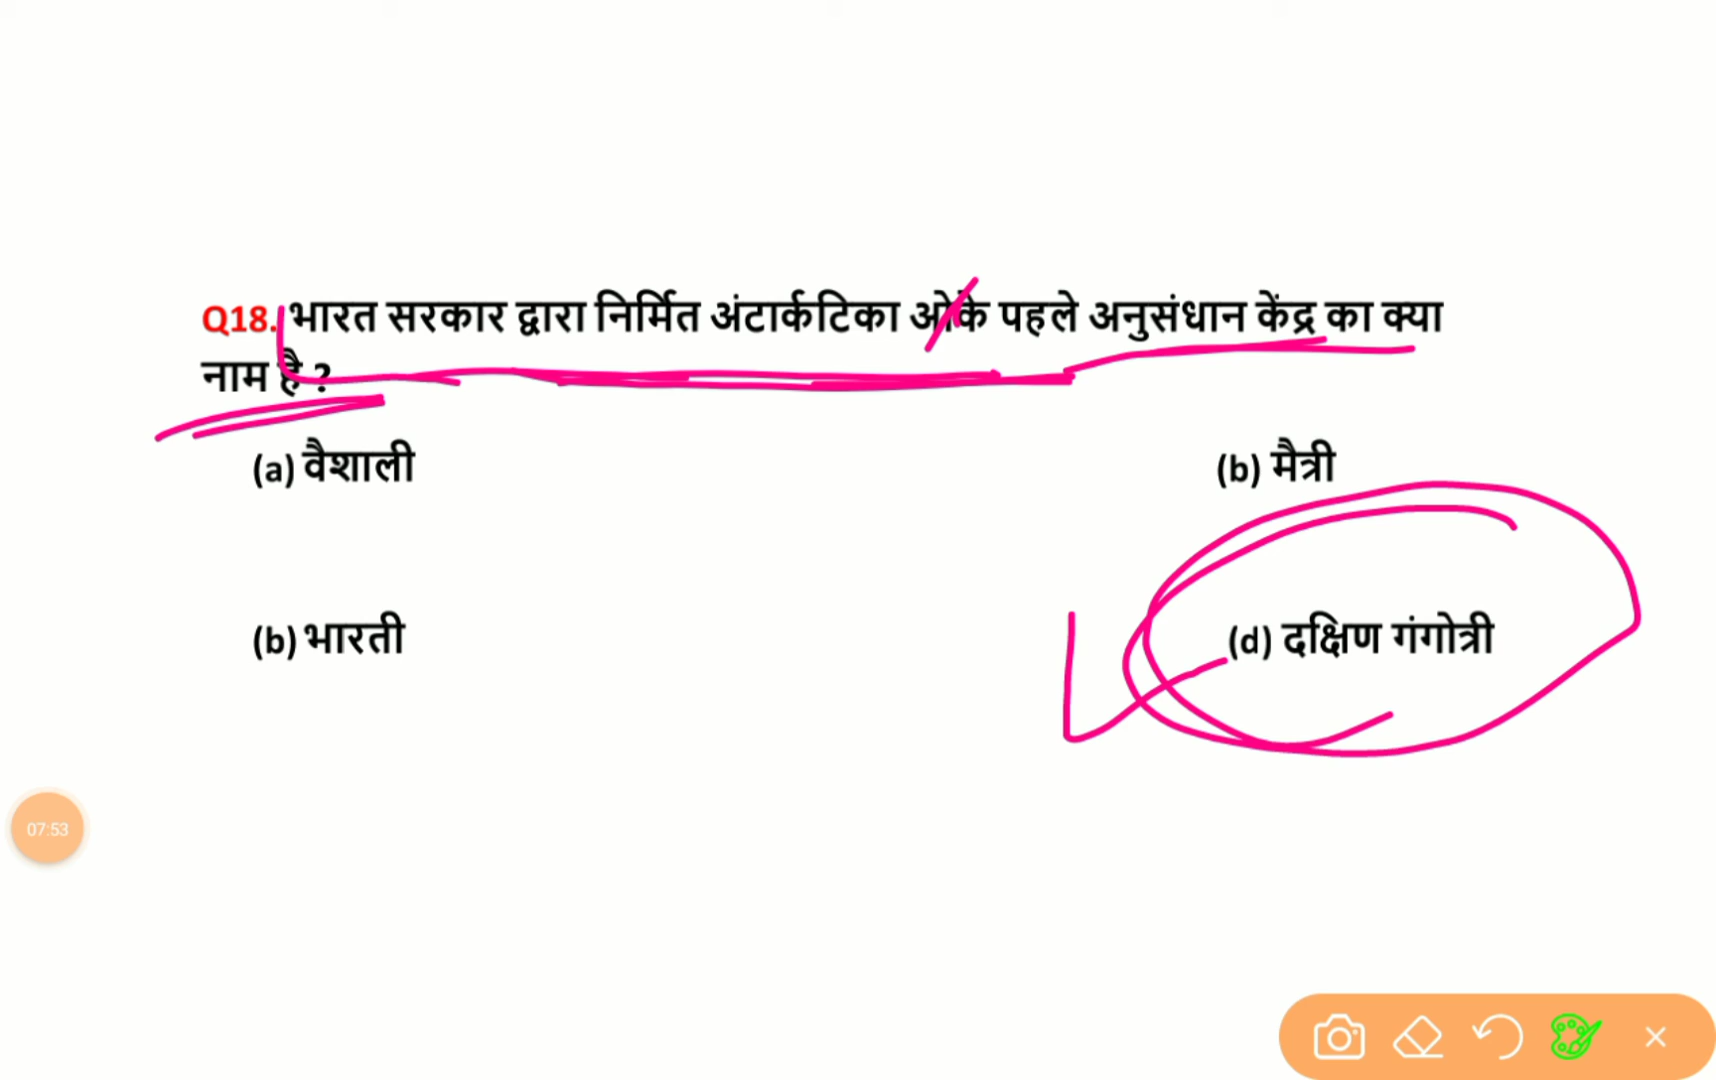 Q18. भारत सरकार द्वारा निर्मित अंटार्कटिका ओके पहले अनुसंधान केंद्र का क्या
नाम है ?
(a) वैशाली
(b) मैत्री
(b) भारती
(d) दक्षिण गंगोत्री
07:53